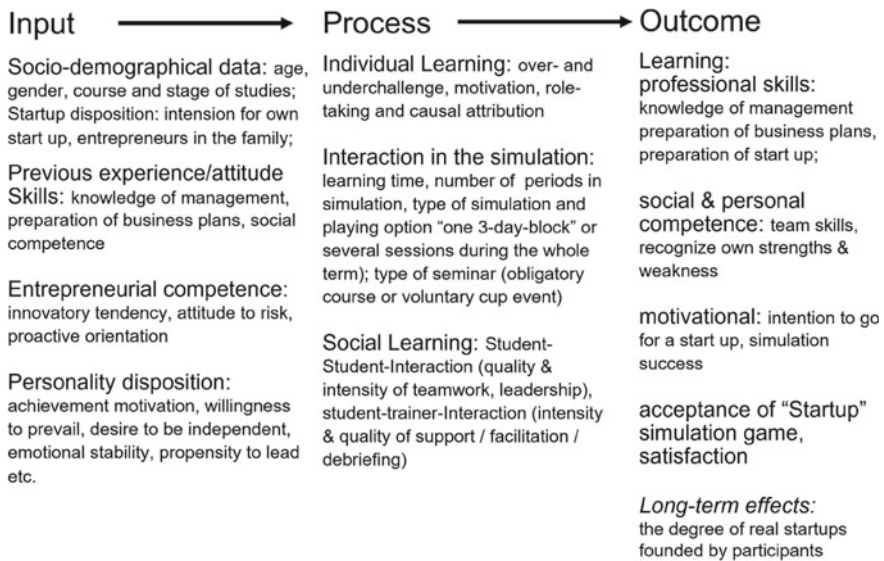 Input
Process
Outcome
Socio-demographical data: age,
gender, course and stage of studies;
Startup disposition: intension for own
start up, entrepreneurs in the family;
Previous experience/attitude
Skills: knowledge of management,
preparation of business plans, social
competence
Entrepreneurial competence:
innovatory tendency, attitude to risk,
proactive orientation
Personality disposition:
achievement motivation, willingness
to prevail, desire to be independent,
emotional stability, propensity to lead
etc.
Individual Learning: over- and
underchallenge, motivation, role-
taking and causal attribution
Interaction in the simulation:
learning time, number of periods in
simulation, type of simulation and
playing option “one 3-day-block” or
several sessions during the whole
term); type of seminar (obligatory
course or voluntary cup event)
Social Learning: Student-
Student-Interaction (quality &
intensity of teamwork, leadership),
student-trainer-Interaction (intensity
& quality of support / facilitation /
debriefing)
Learning:
professional skills:
knowledge of management
preparation of business plans,
preparation of start up;
social & personal
competence: team skills,
recognize own strengths &
weakness
motivational: intention to go
for a start up, simulation
success
acceptance of “Startup”
simulation game,
satisfaction
Long-term effects:
the degree of real startups
founded by participants